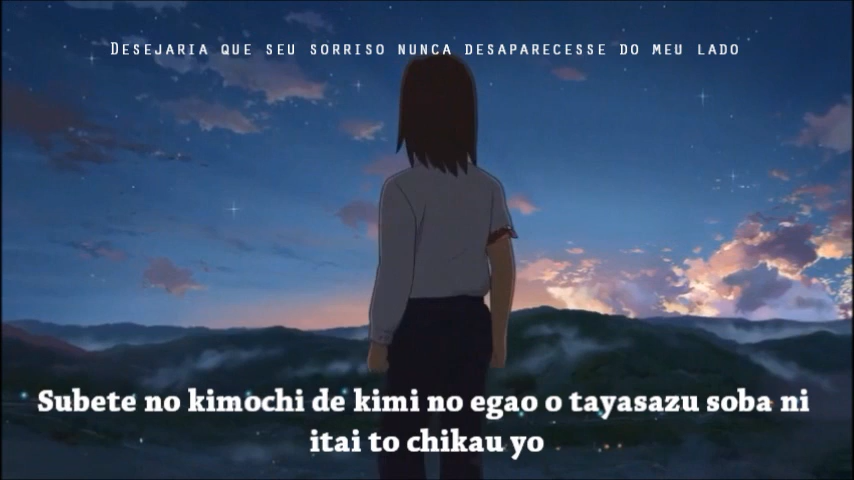 Desejaria que seu sorriso nunca desaparecesse do meu lado
Subete no kimochi de kimi no egao o tayasazu soba ni
itai to chikau yo